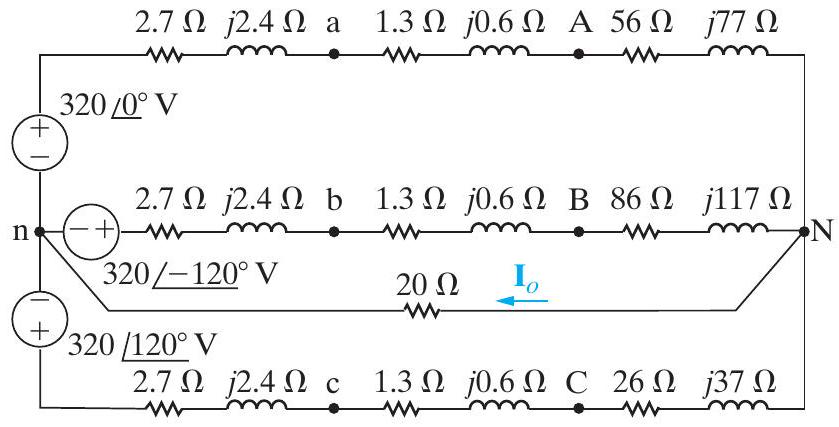 2.7 Ω j2.4 Ω a 1.3 Ω j0.6 Ω A 56 Ω j77 Ω
320 /0° V
+
−
2.7 Ω j2.4 Ω b 1.3 Ω j0.6 Ω B 86 Ω j117 Ω
n − + N
320 /−120° V
20 Ω Iₒ
−
+
320 /120° V
2.7 Ω j2.4 Ω c 1.3 Ω j0.6 Ω C 26 Ω j37 Ω